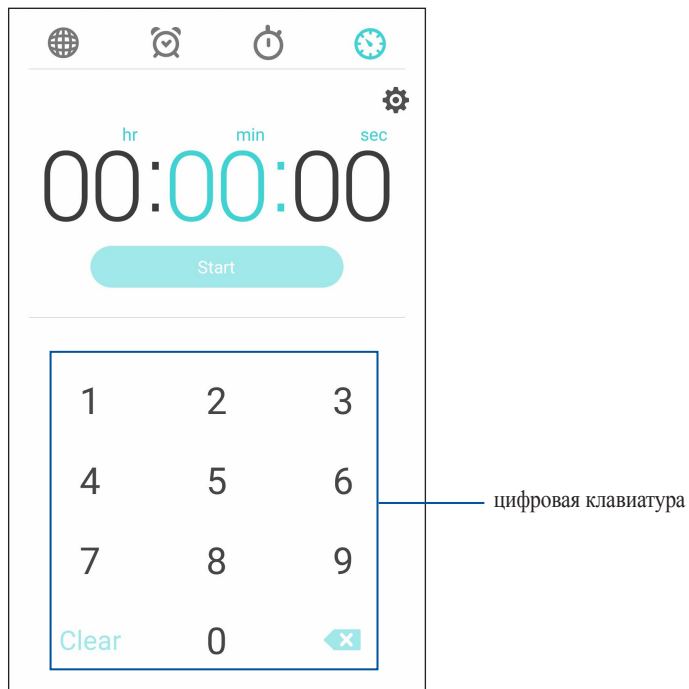 hr min sec
00:00:00
Start
1 2 3
4 5 6
цифровая клавиатура
7 8 9
Clear 0